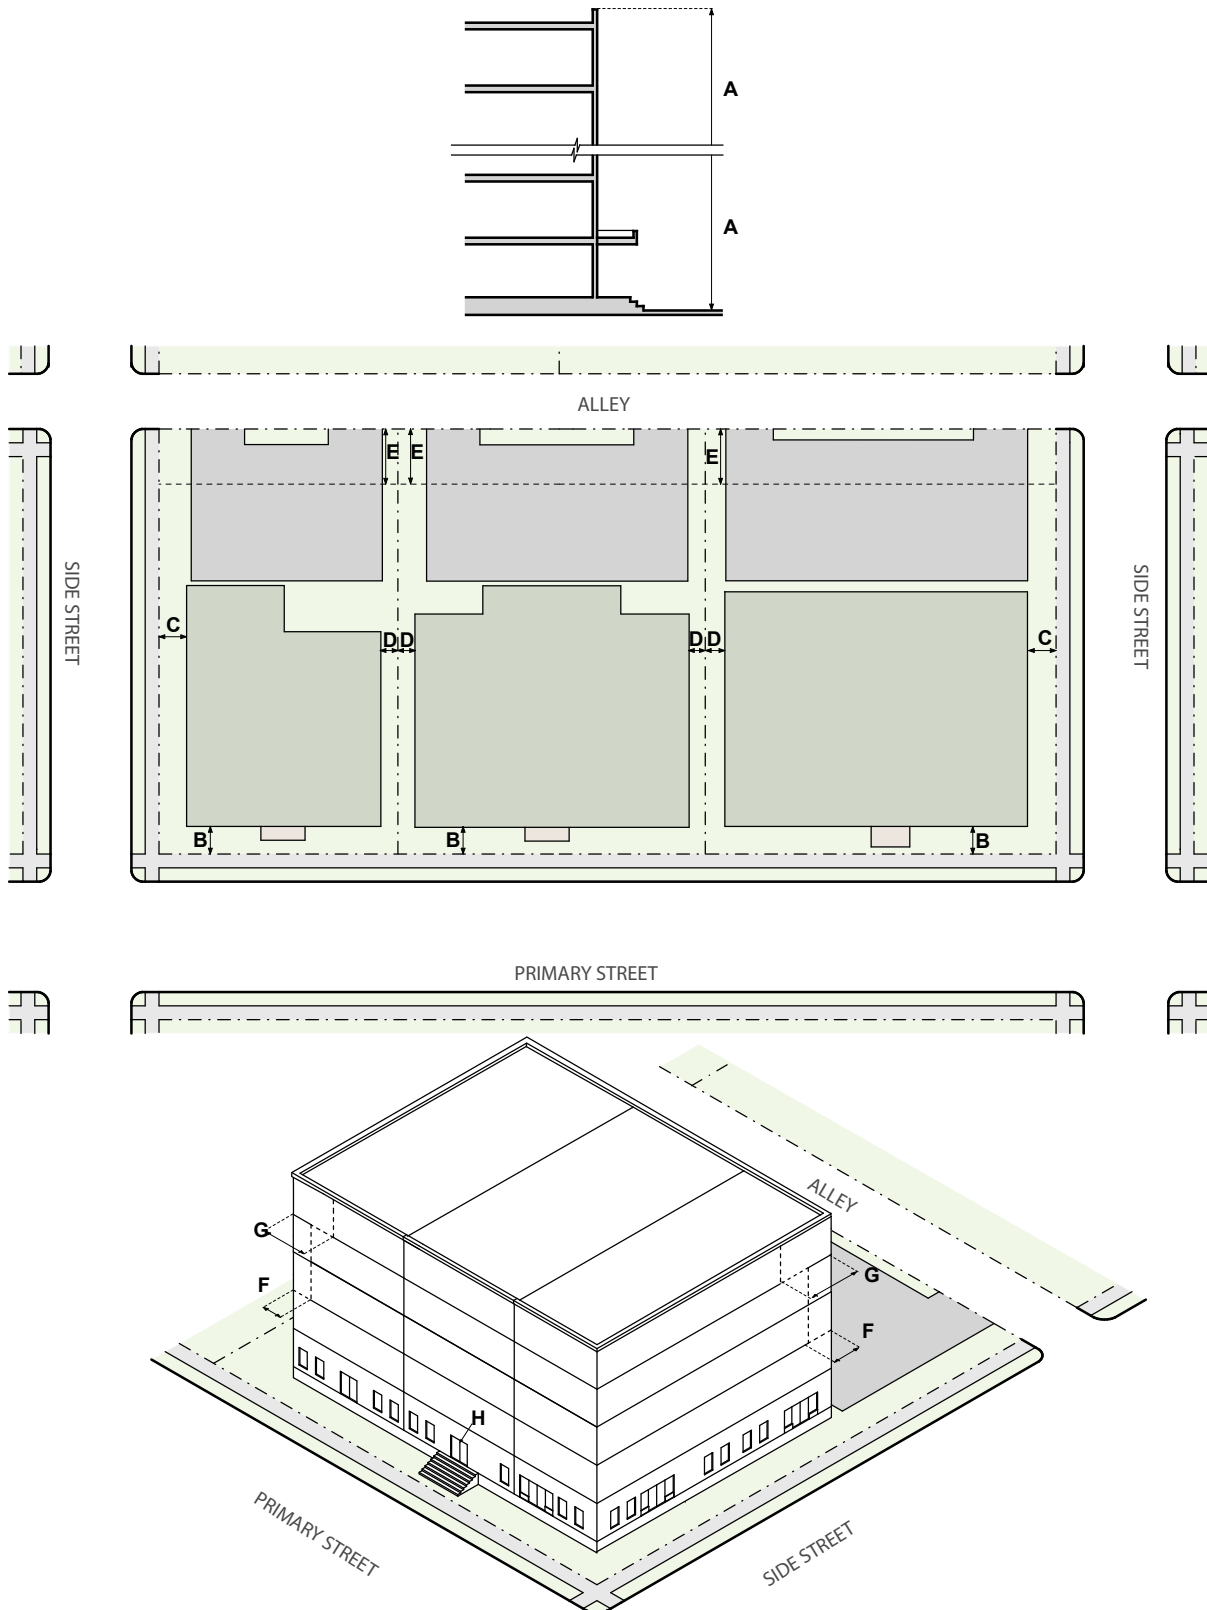 A
A
ALLEY
E E E
SIDE STREET
SIDE STREET
C D D D D C
B B B
PRIMARY STREET
ALLEY
G
G
F
F
H
PRIMARY STREET
SIDE STREET